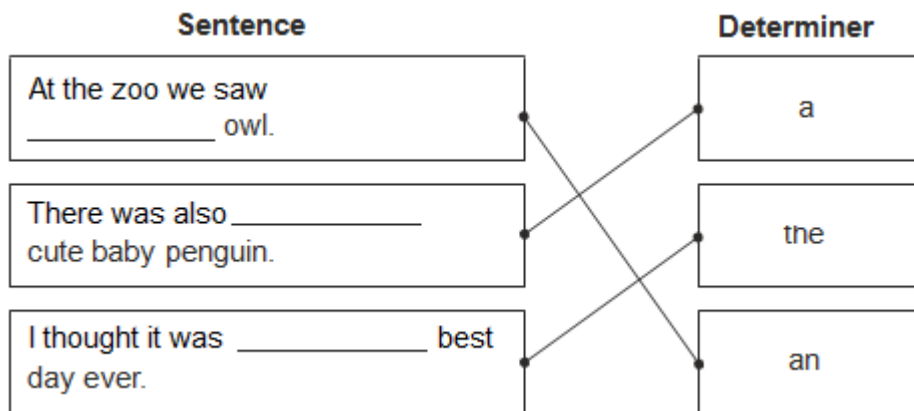 Sentence
Determiner
At the zoo we saw
____________ owl.
a
There was also ____________
cute baby penguin.
the
I thought it was ____________ best
day ever.
an